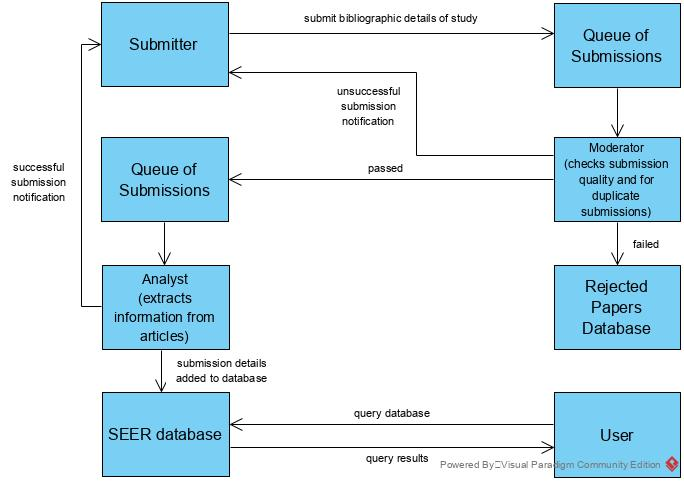 submit bibliographic details of study
Submitter
Queue of
Submissions
unsuccessful
submission
notification
successful
submission
notification
Queue of
Submissions
passed
Moderator
(checks submission
quality and for
duplicate
submissions)
failed
Analyst
(extracts
information from
articles)
Rejected
Papers
Database
submission details
added to database
SEER database
query database
query results
User
Powered By Visual Paradigm Community Edition